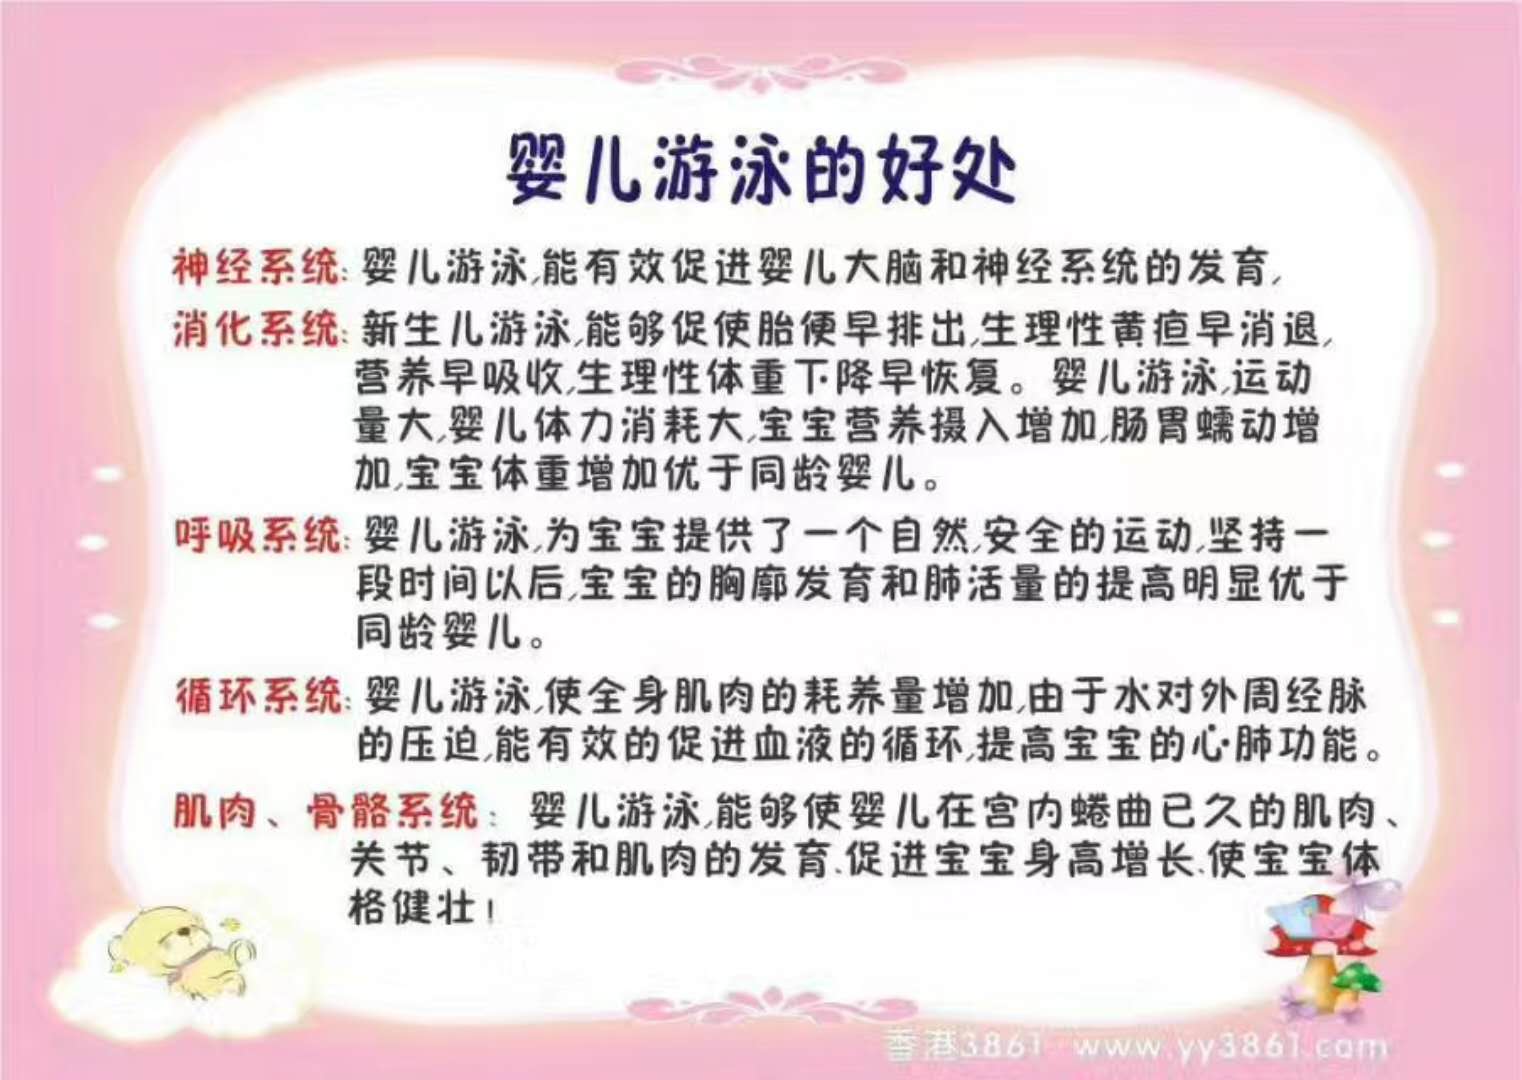 婴儿游泳的好处
神经系统: 婴儿游泳,能有效促进婴儿大脑和神经系统的发育,
消化系统: 新生儿游泳,能够促使胎便早排出,生理性黄疸早消退,
营养早吸收,生理性体重下降早恢复。婴儿游泳,运动
量大,婴儿体力消耗大,宝宝营养摄入增加,肠胃蠕动增
加,宝宝体重增加优于同龄婴儿。
呼吸系统: 婴儿游泳,为宝宝提供了一个自然,安全的运动,坚持一
段时间以后,宝宝的胸廓发育和肺活量的提高明显优于
同龄婴儿。
循环系统: 婴儿游泳,使全身肌肉的耗养量增加,由于水对外周经脉
的压迫,能有效的促进血液的循环,提高宝宝的心肺功能。
肌肉、骨骼系统: 婴儿游泳,能够使婴儿在宫内蜷曲已久的肌肉、
关节、韧带和肌肉的发育.促进宝宝身高增长.使宝宝体
格健壮!
香港3861 www.yy3861.com